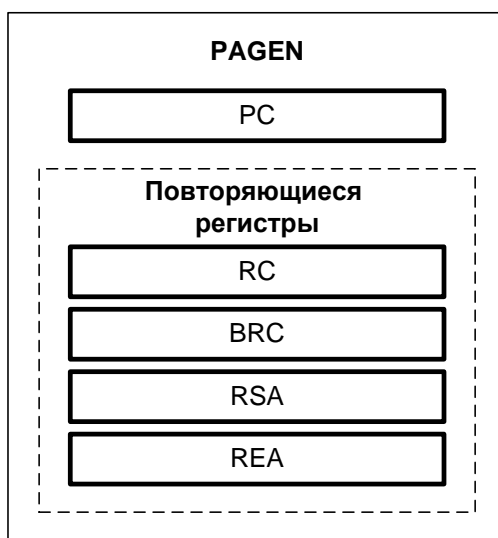 PAGEN
PC
Повторяющиеся
регистры
RC
BRC
RSA
REA